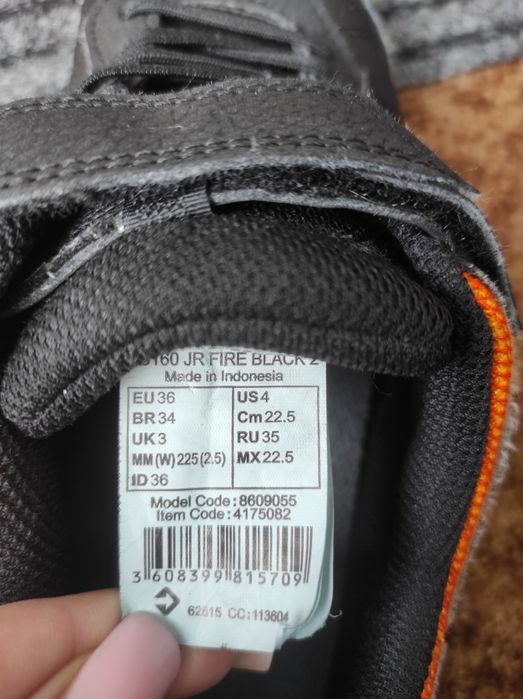 160 JR FIRE BLACK 2
Made in Indonesia
EU 36 US 4
BR 34 Cm 22.5
UK 3 RU 35
MM (W) 225 (2.5) MX 22.5
ID 36
Model Code : 8609055
Item Code : 4175082
3 608399 815709
62615 CC:113604